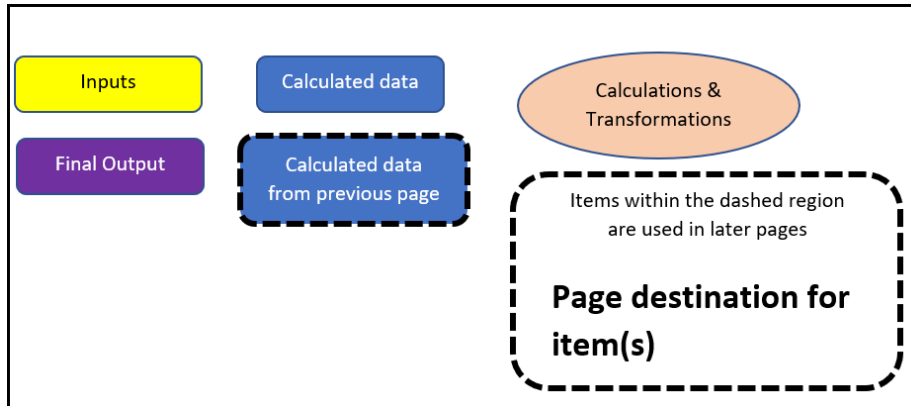 Inputs
Calculated data
Calculations &
Transformations
Final Output
Calculated data
from previous page
Items within the dashed region
are used in later pages
Page destination for
item(s)